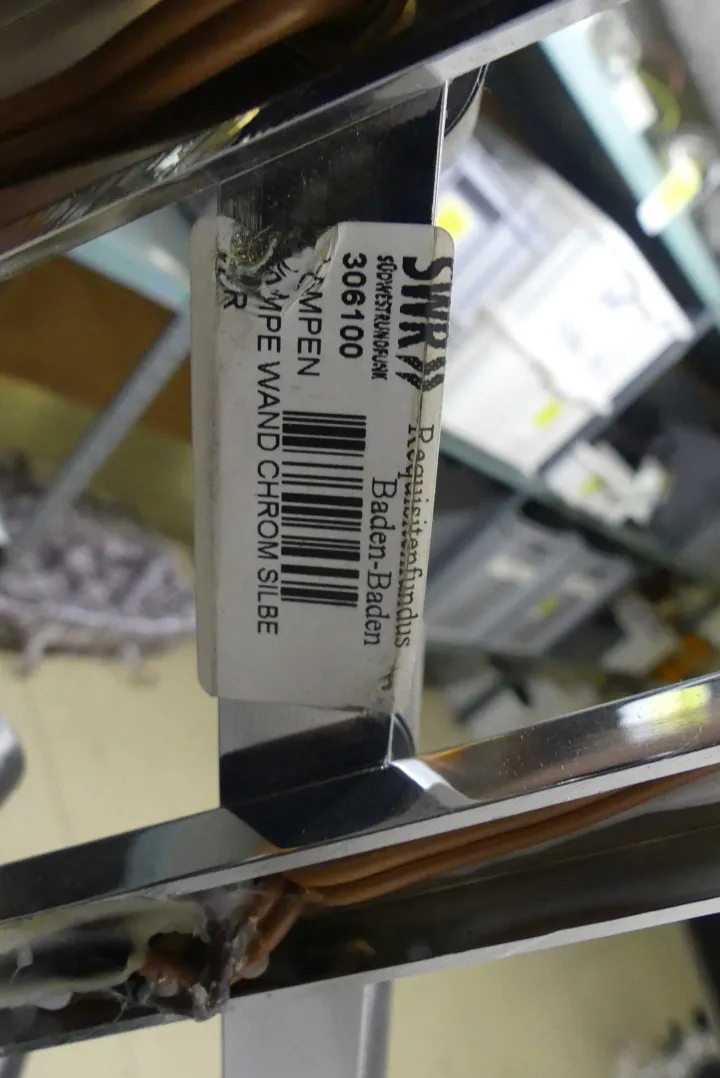 SWR Requisitenfundus
SÜDWESTRUNDFUNK Baden-Baden
306100
MPEN
MPE WAND CHROM SILBE
R